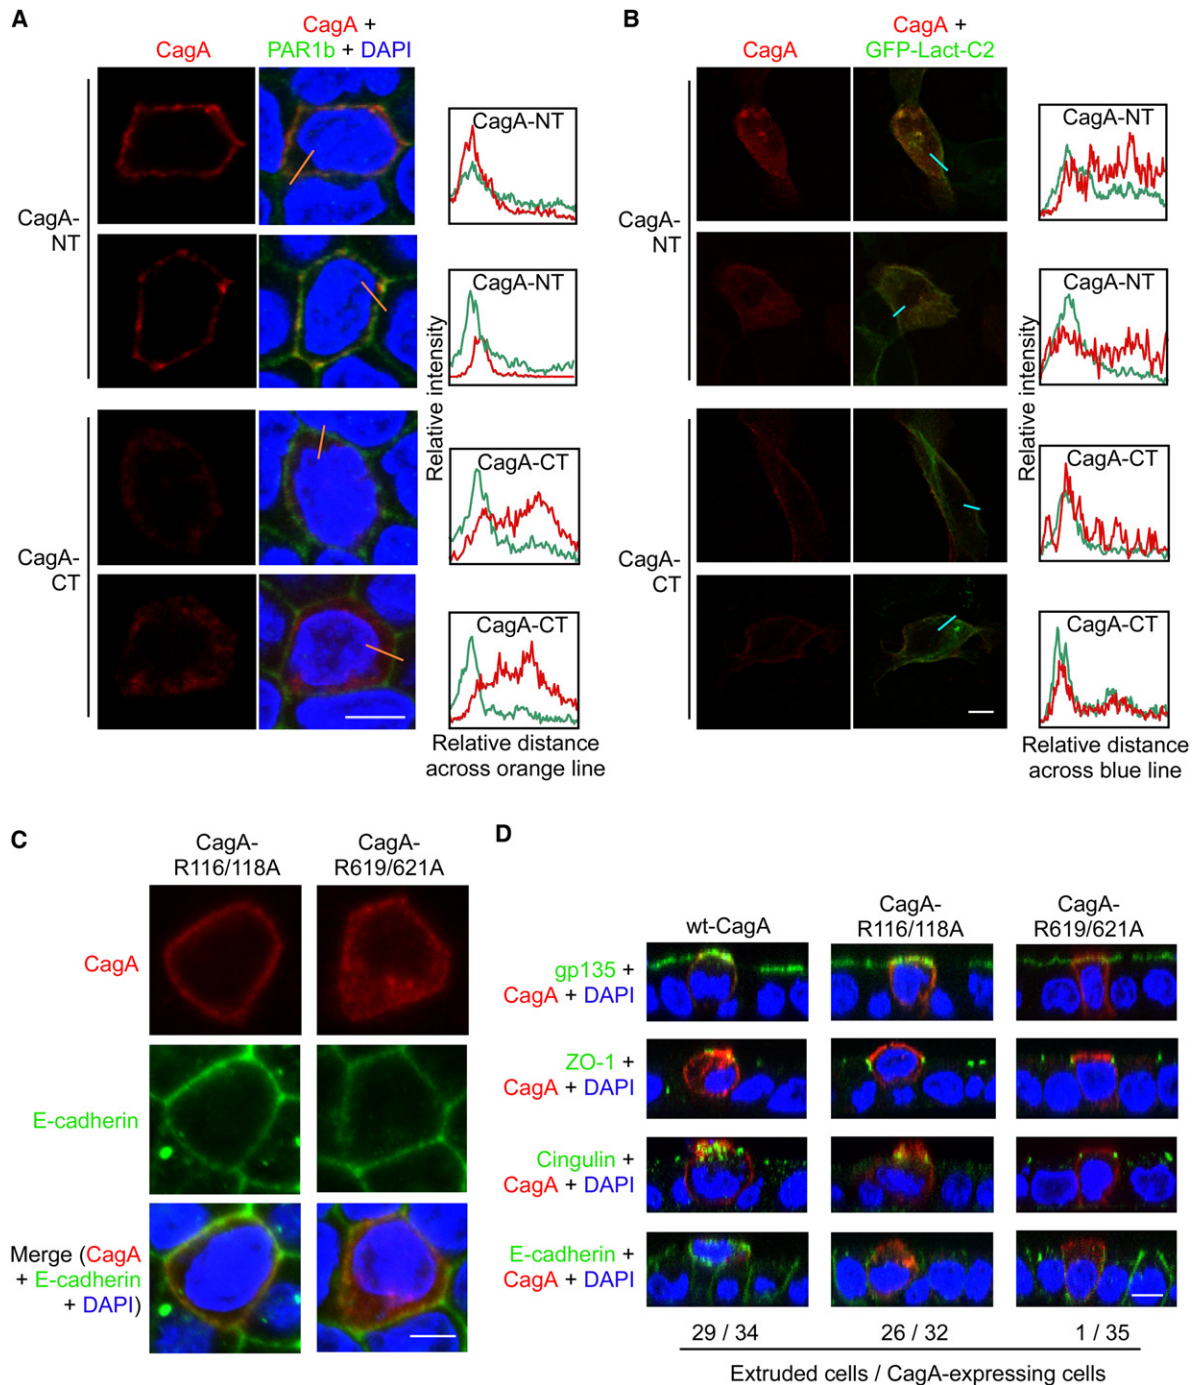 A
CagA
CagA +
PAR1b + DAPI
CagA-
NT
CagA-
CT
CagA-NT
CagA-NT
CagA-CT
CagA-CT
Relative intensity
Relative distance
across orange line
B
CagA
CagA +
GFP-Lact-C2
CagA-
NT
CagA-
CT
CagA-NT
CagA-NT
CagA-CT
CagA-CT
Relative intensity
Relative distance
across blue line
C
CagA-
R116/118A
CagA-
R619/621A
CagA
E-cadherin
Merge (CagA
+ E-cadherin
+ DAPI)
D
wt-CagA
CagA-
R116/118A
CagA-
R619/621A
gp135 +
CagA + DAPI
ZO-1 +
CagA + DAPI
Cingulin +
CagA + DAPI
E-cadherin +
CagA + DAPI
29 / 34
26 / 32
1 / 35
Extruded cells / CagA-expressing cells